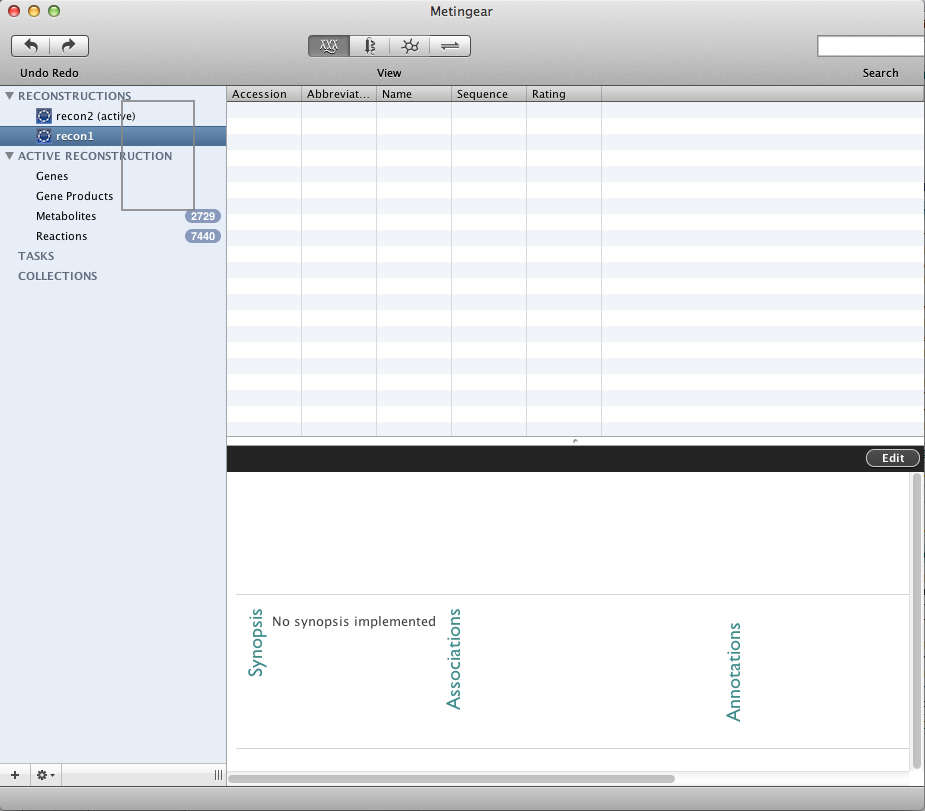 Metingear
Undo Redo
View
Search
RECONSTRUCTIONS
recon2 (active)
recon1
ACTIVE RECONSTRUCTION
Genes
Gene Products
Metabolites 2729
Reactions 7440
TASKS
COLLECTIONS
Accession Abbreviat... Name Sequence Rating
Edit
Synopsis
No synopsis implemented
Associations
Annotations